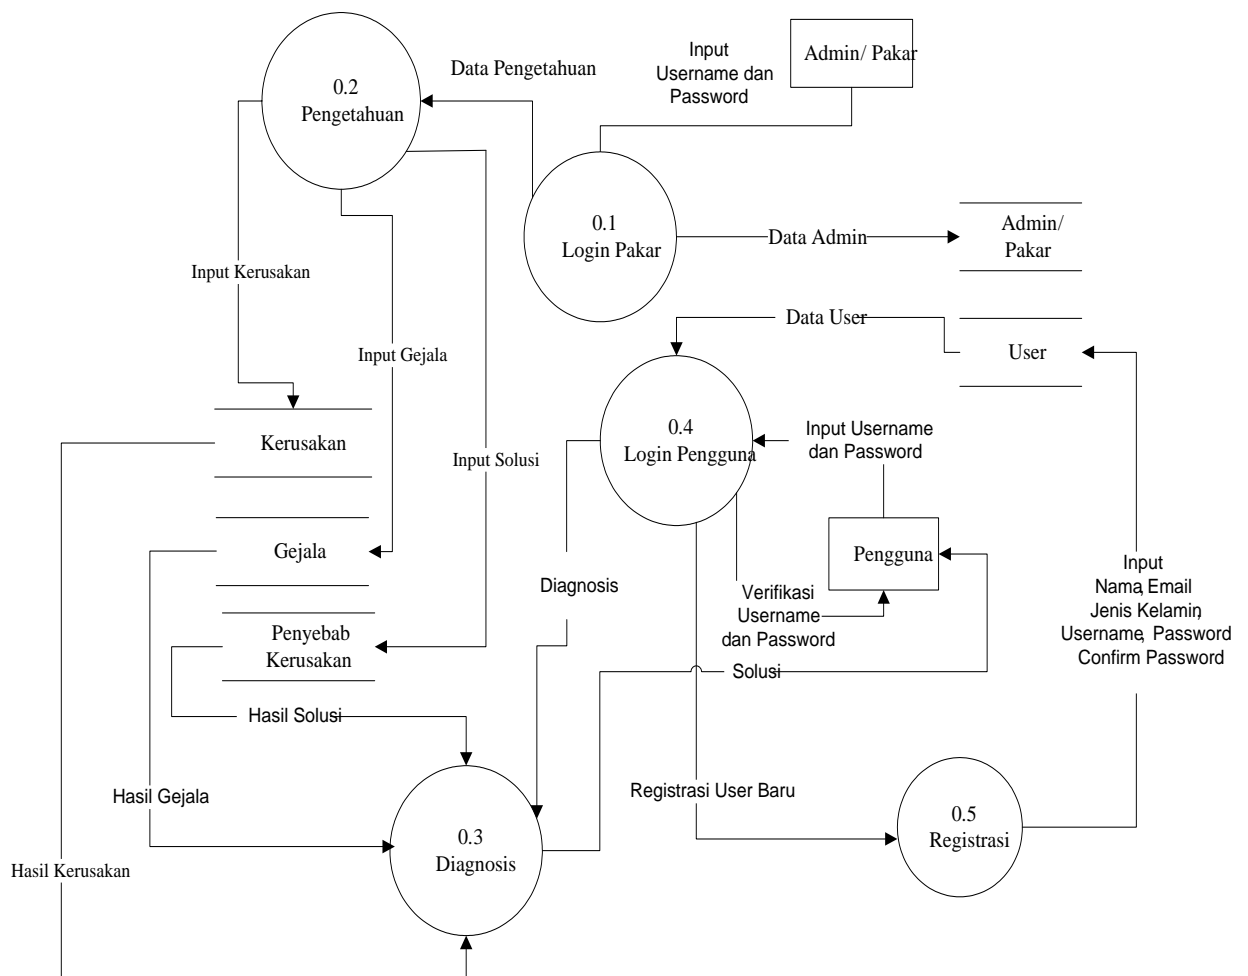 Input
Username dan
Password
Admin/ Pakar
Data Pengetahuan
0.2
Pengetahuan
0.1
Login Pakar
Data Admin
Admin/
Pakar
Input Kerusakan
Data User
User
Input Gejala
Kerusakan
Input Solusi
0.4
Login Pengguna
Input Username
dan Password
Gejala
Diagnosis
Pengguna
Verifikasi
Username
dan Password
Input
Nama, Email
Jenis Kelamin,
Username, Password
Confirm Password
Penyebab
Kerusakan
Solusi
Hasil Solusi
Hasil Gejala
Registrasi User Baru
0.3
Diagnosis
0.5
Registrasi
Hasil Kerusakan